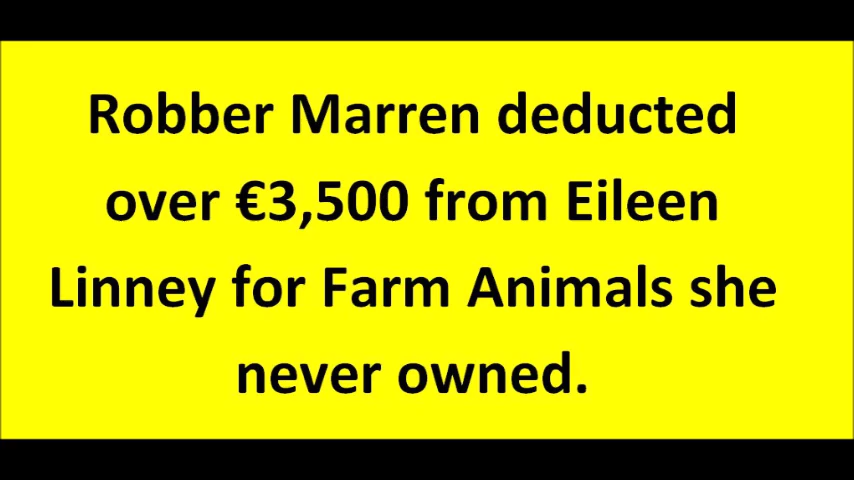 Robber Marren deducted
over €3,500 from Eileen
Linney for Farm Animals she
never owned.